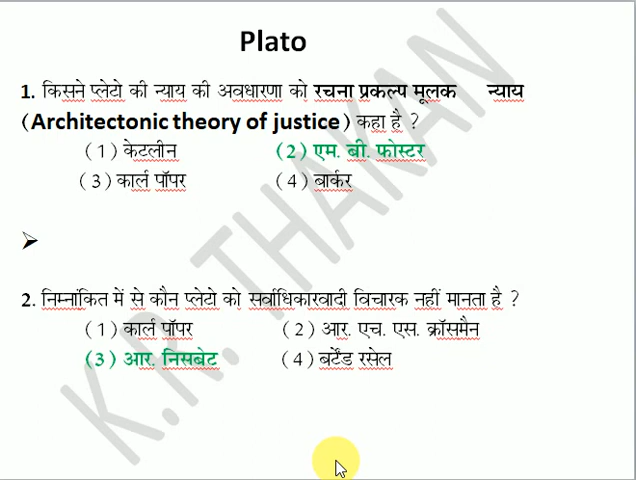 Plato
1. किसने प्लेटो की न्याय की अवधारणा को रचना प्रकल्प मूलक न्याय
(Architectonic theory of justice) कहा है ?
(1) केटलीन (2) एम. बी. फोस्टर
(3) कार्ल पॉपर (4) बार्कर
2. निम्नांकित में से कौन प्लेटो को सर्वाधिकारवादी विचारक नहीं मानता है ?
(1) कार्ल पॉपर (2) आर. एच. एस. क्रॉसमैन
(3) आर. निसबेट (4) बर्टेंड रसेल
K.R. THAKAN